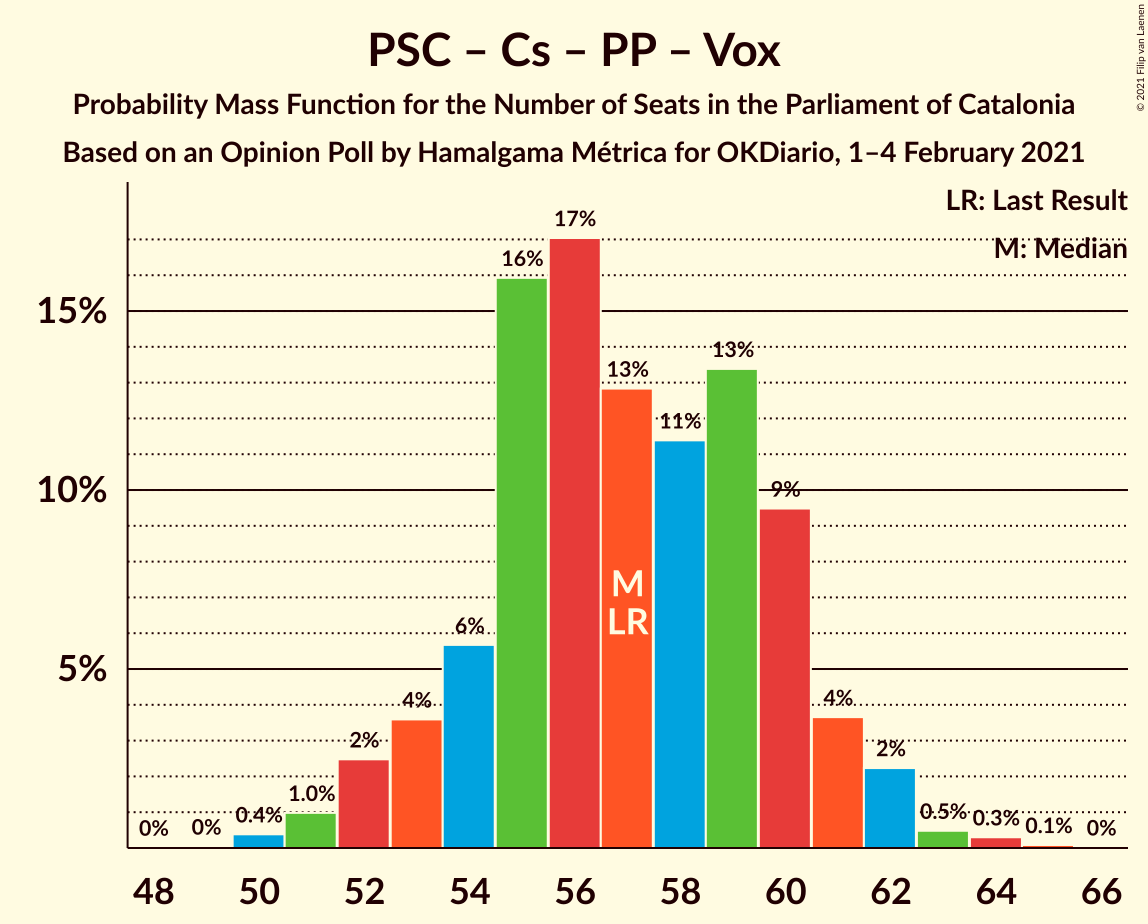 PSC – Cs – PP – Vox
Probability Mass Function for the Number of Seats in the Parliament of Catalonia
Based on an Opinion Poll by Hamalgama Métrica for OKDiario, 1–4 February 2021
© 2021 Filip van Laenen
LR: Last Result
M: Median
15%
10%
5%
0%
0%
0.4%
1.0%
2%
4%
6%
16%
17%
13%
11%
13%
9%
4%
2%
0.5%
0.3%
0.1%
0%
M
LR
48 50 52 54 56 58 60 62 64 66